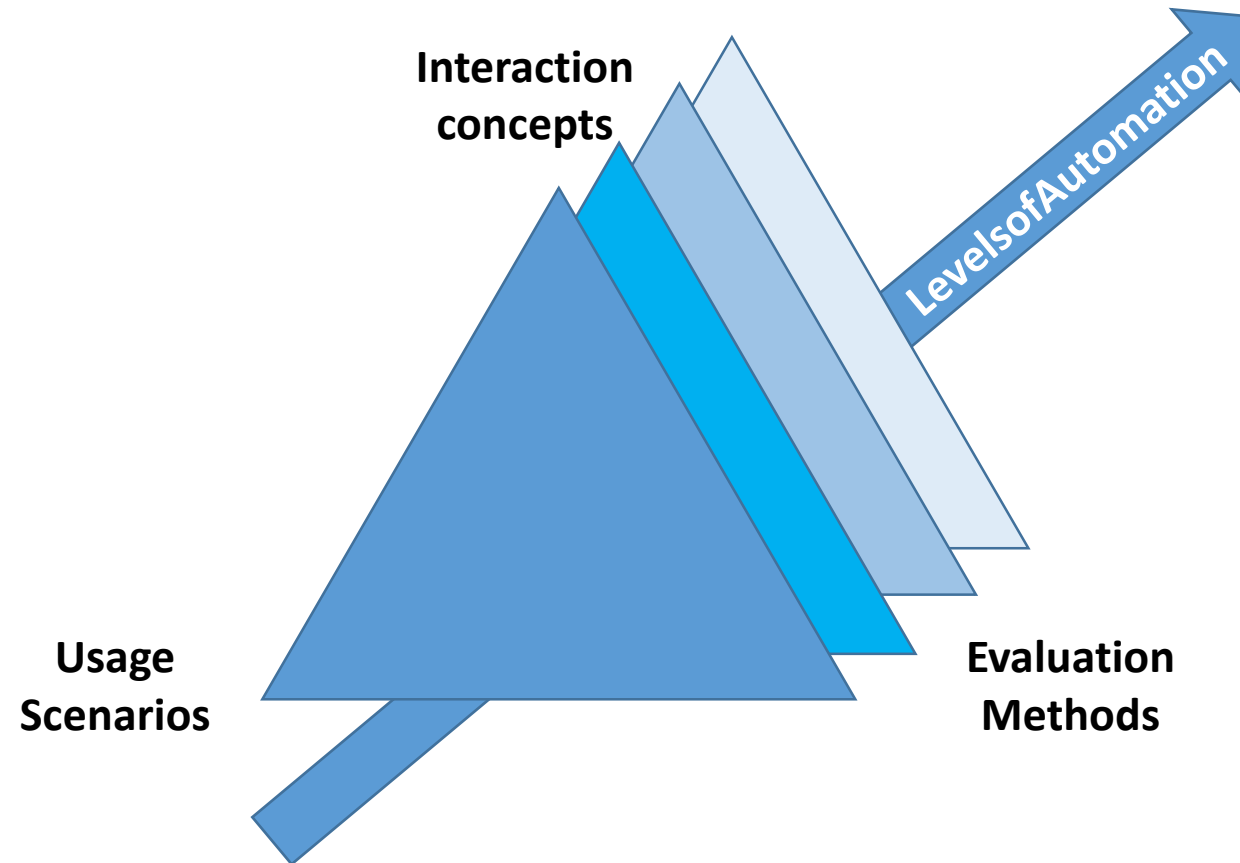 Interaction
concepts
LevelsofAutomation
Usage
Scenarios
Evaluation
Methods